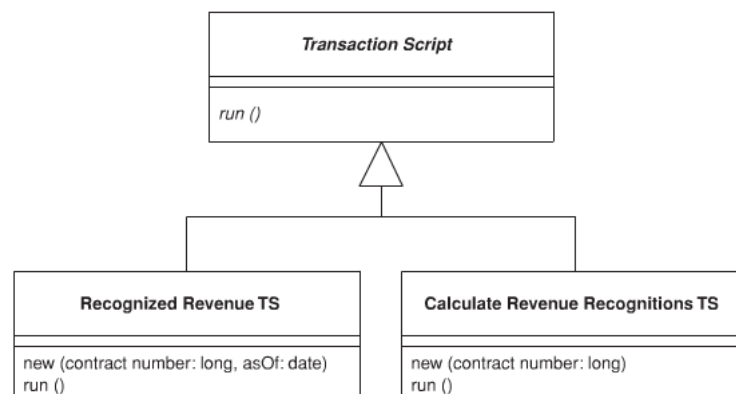 Transaction Script
run ()
Recognized Revenue TS
new (contract number: long, asOf: date)
run ()
Calculate Revenue Recognitions TS
new (contract number: long)
run ()